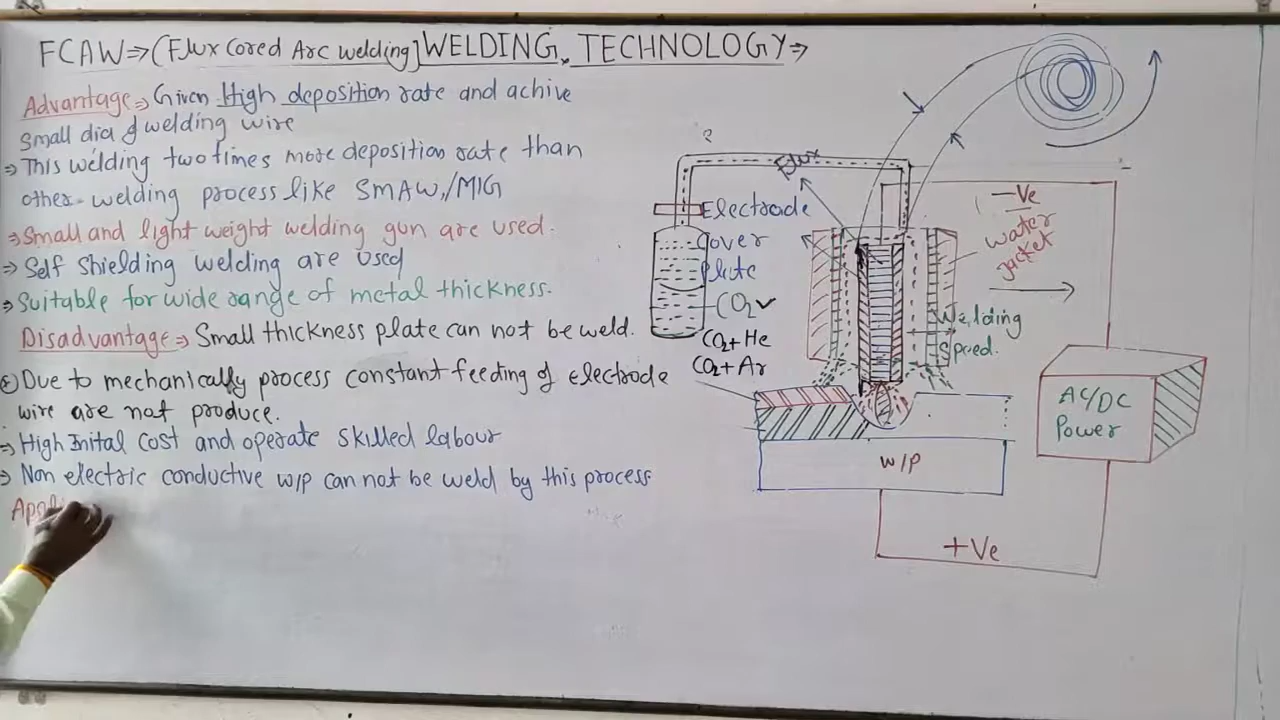 FCAW⇒(Flux Cored Arc welding] WELDING TECHNOLOGY⇒
Advantage⇒ Given High deposition rate and achive
Small dia of welding wire
⇒ This welding two times more deposition rate than
other welding process like SMAW/MIG
⇒ Small and light weight welding gun are used.
⇒ Self shielding welding are used
⇒ Suitable for wide range of metal thickness.
Disadvantage⇒ Small thickness plate can not be weld.
Due to mechanically process constant feeding of Electrode
wire are not produce.
⇒ High Inital cost and operate skilled labour
⇒ Non electric conductive w/p can not be weld by this process
App
?
Flux
Electrode
Cover
Plate
CO₂
CO₂+He
CO₂+Ar
-Ve
water
Jacket
Welding
Speed.
AC/DC
Power
W/P
+Ve